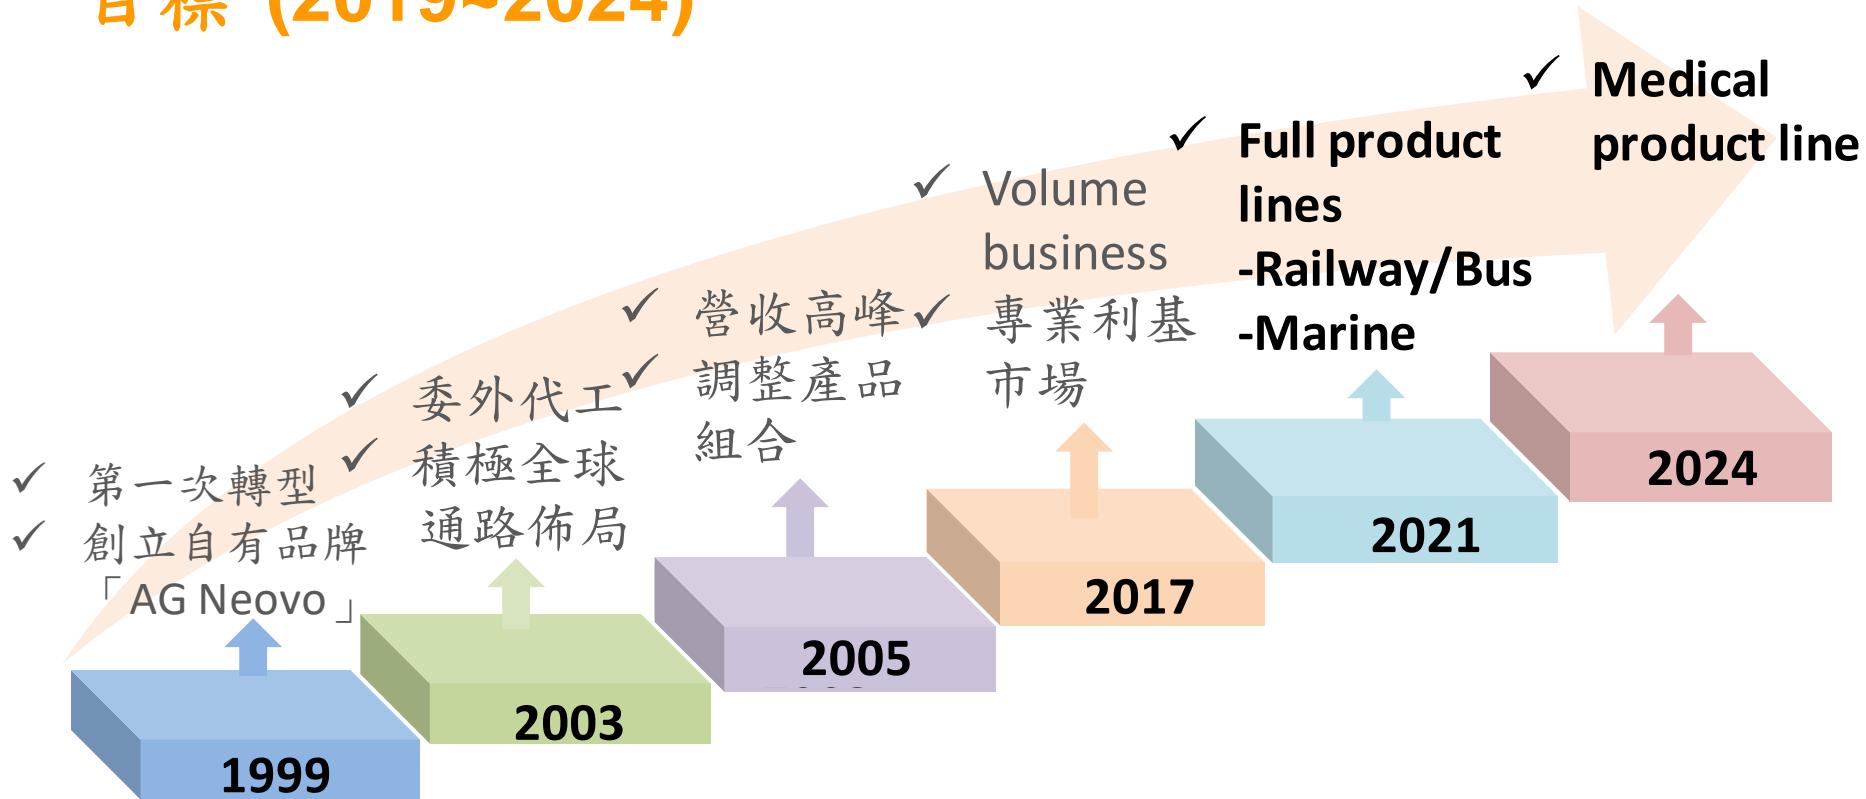 目標 (2019~2024)
✓ 第一次轉型
✓ 創立自有品牌
「 AG Neovo 」
1999
✓ 委外代工
✓ 積極全球
通路佈局
2003
✓ 營收高峰
✓ 調整產品
組合
2005
✓ Volume
business
✓ 專業利基
市場
2017
✓ Full product
lines
-Railway/Bus
-Marine
2021
✓ Medical
product line
2024